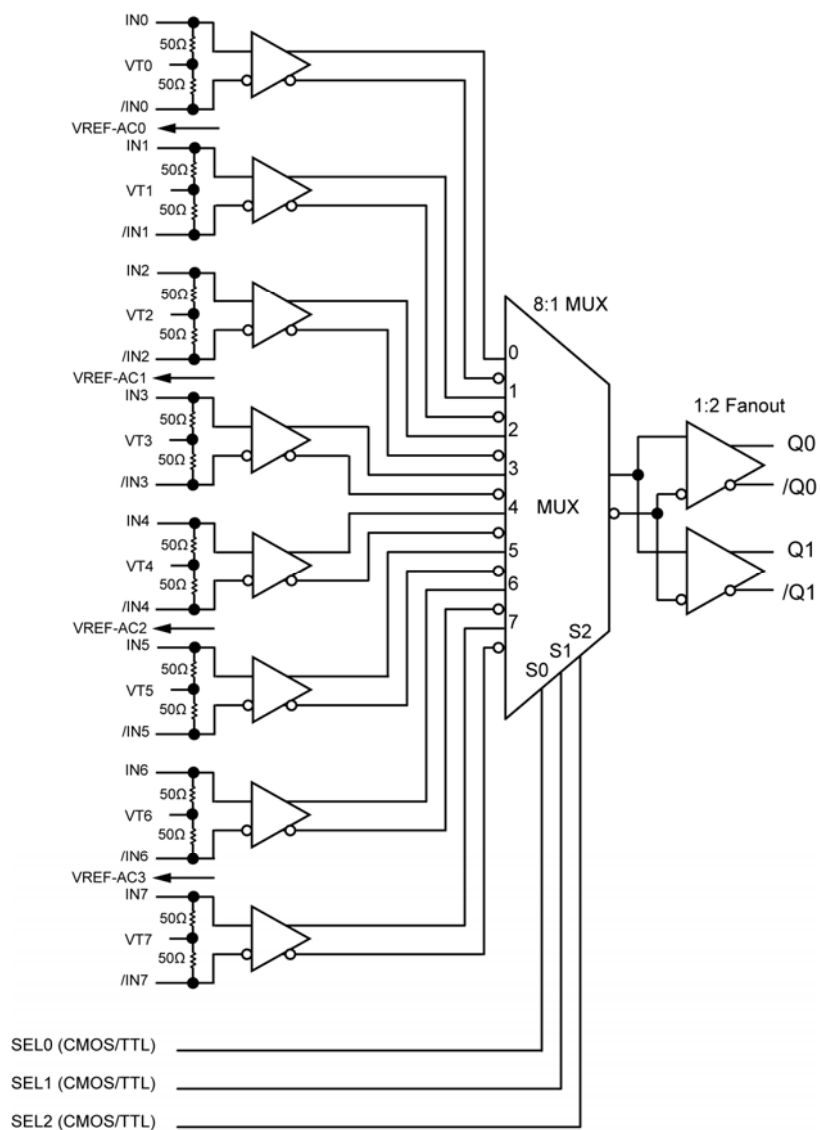 IN0
50Ω
VT0
50Ω
/IN0
VREF-AC0
IN1
50Ω
VT1
50Ω
/IN1
IN2
50Ω
VT2
50Ω
/IN2
VREF-AC1
IN3
50Ω
VT3
50Ω
/IN3
IN4
50Ω
VT4
50Ω
/IN4
VREF-AC2
IN5
50Ω
VT5
50Ω
/IN5
IN6
50Ω
VT6
50Ω
/IN6
VREF-AC3
IN7
50Ω
VT7
50Ω
/IN7
8:1 MUX
0
1
2
3
4
MUX
5
6
7
S2
S1
S0
1:2 Fanout
Q0
/Q0
Q1
/Q1
SEL0 (CMOS/TTL)
SEL1 (CMOS/TTL)
SEL2 (CMOS/TTL)